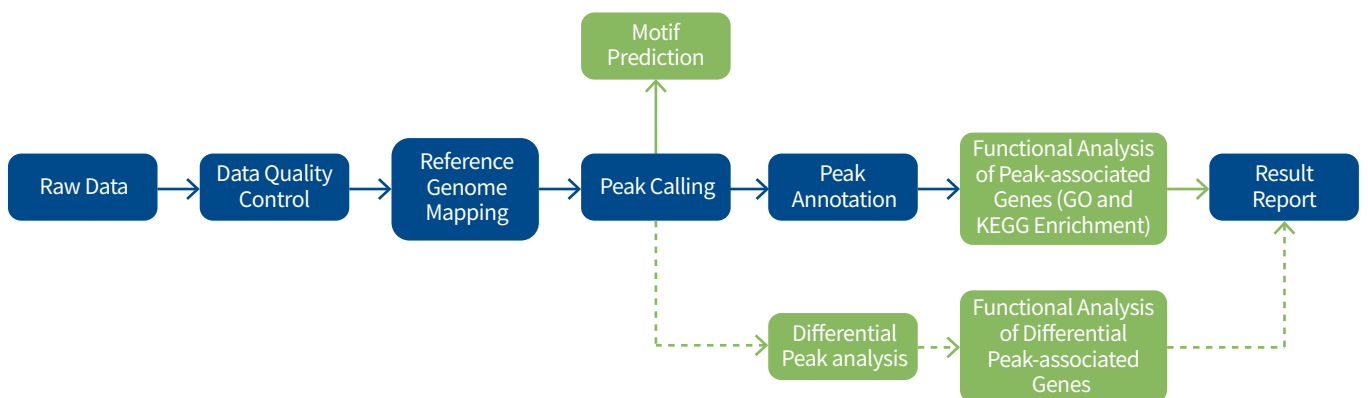 Motif
Prediction
Raw Data
Data Quality
Control
Reference
Genome
Mapping
Peak Calling
Peak
Annotation
Functional Analysis
of Peak-associated
Genes (GO and
KEGG Enrichment)
Result
Report
Differential
Peak analysis
Functional Analysis
of Differential
Peak-associated
Genes